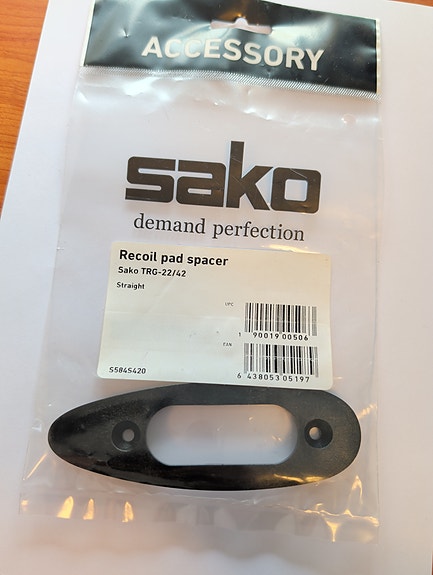 ACCESSORY
sako
demand perfection
Recoil pad spacer
Sako TRG-22/42
Straight
UPC
1 90019 00506
EAN
S5845420
6 438053 05197